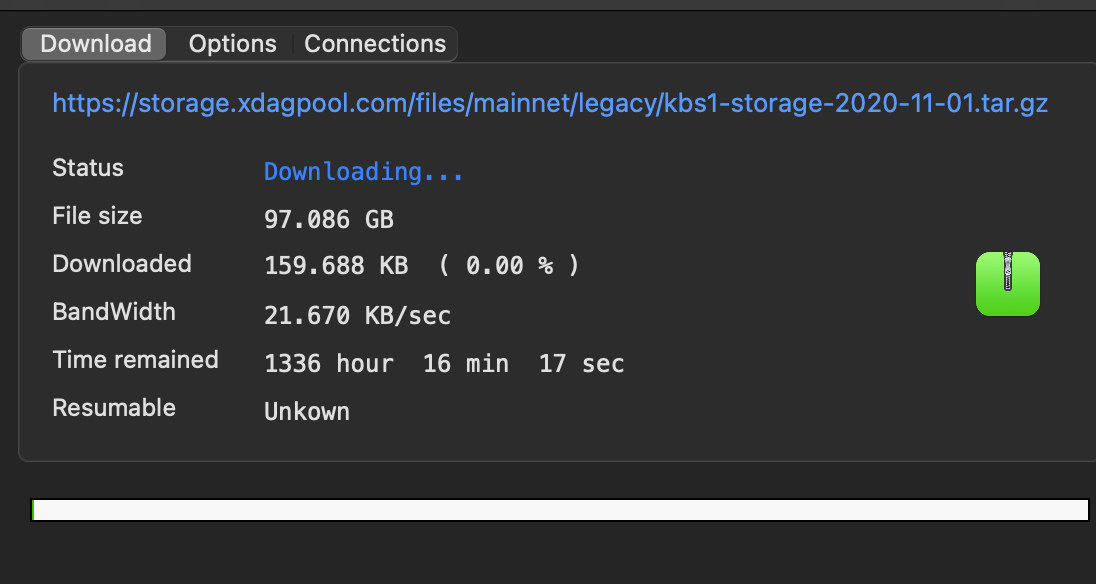 Download Options Connections
https://storage.xdagpool.com/files/mainnet/legacy/kbs1-storage-2020-11-01.tar.gz
Status Downloading...
File size 97.086 GB
Downloaded 159.688 KB ( 0.00 % )
BandWidth 21.670 KB/sec
Time remained 1336 hour 16 min 17 sec
Resumable Unkown